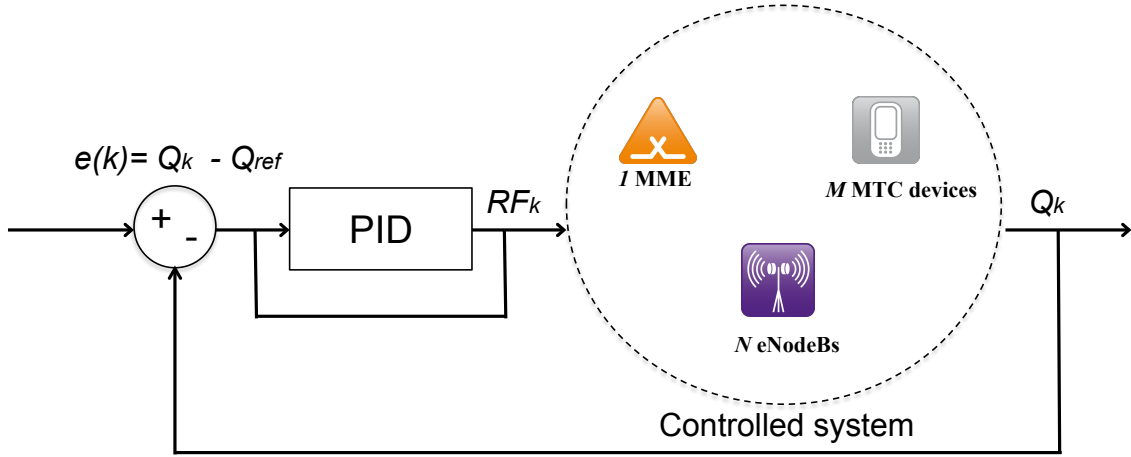 e(k)= Qk - Qref
+
-
PID
RFk
1 MME
M MTC devices
N eNodeBs
Qk
Controlled system